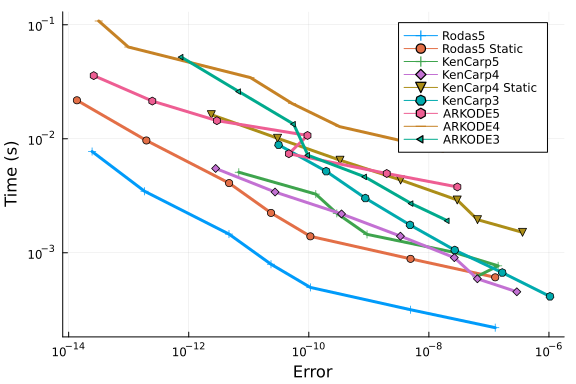 10⁻¹
10⁻²
10⁻³
Time (s)
Rodas5
Rodas5 Static
KenCarp5
KenCarp4
KenCarp4 Static
KenCarp3
ARKODE5
ARKODE4
ARKODE3
10⁻¹⁴ 10⁻¹² 10⁻¹⁰ 10⁻⁸ 10⁻⁶
Error